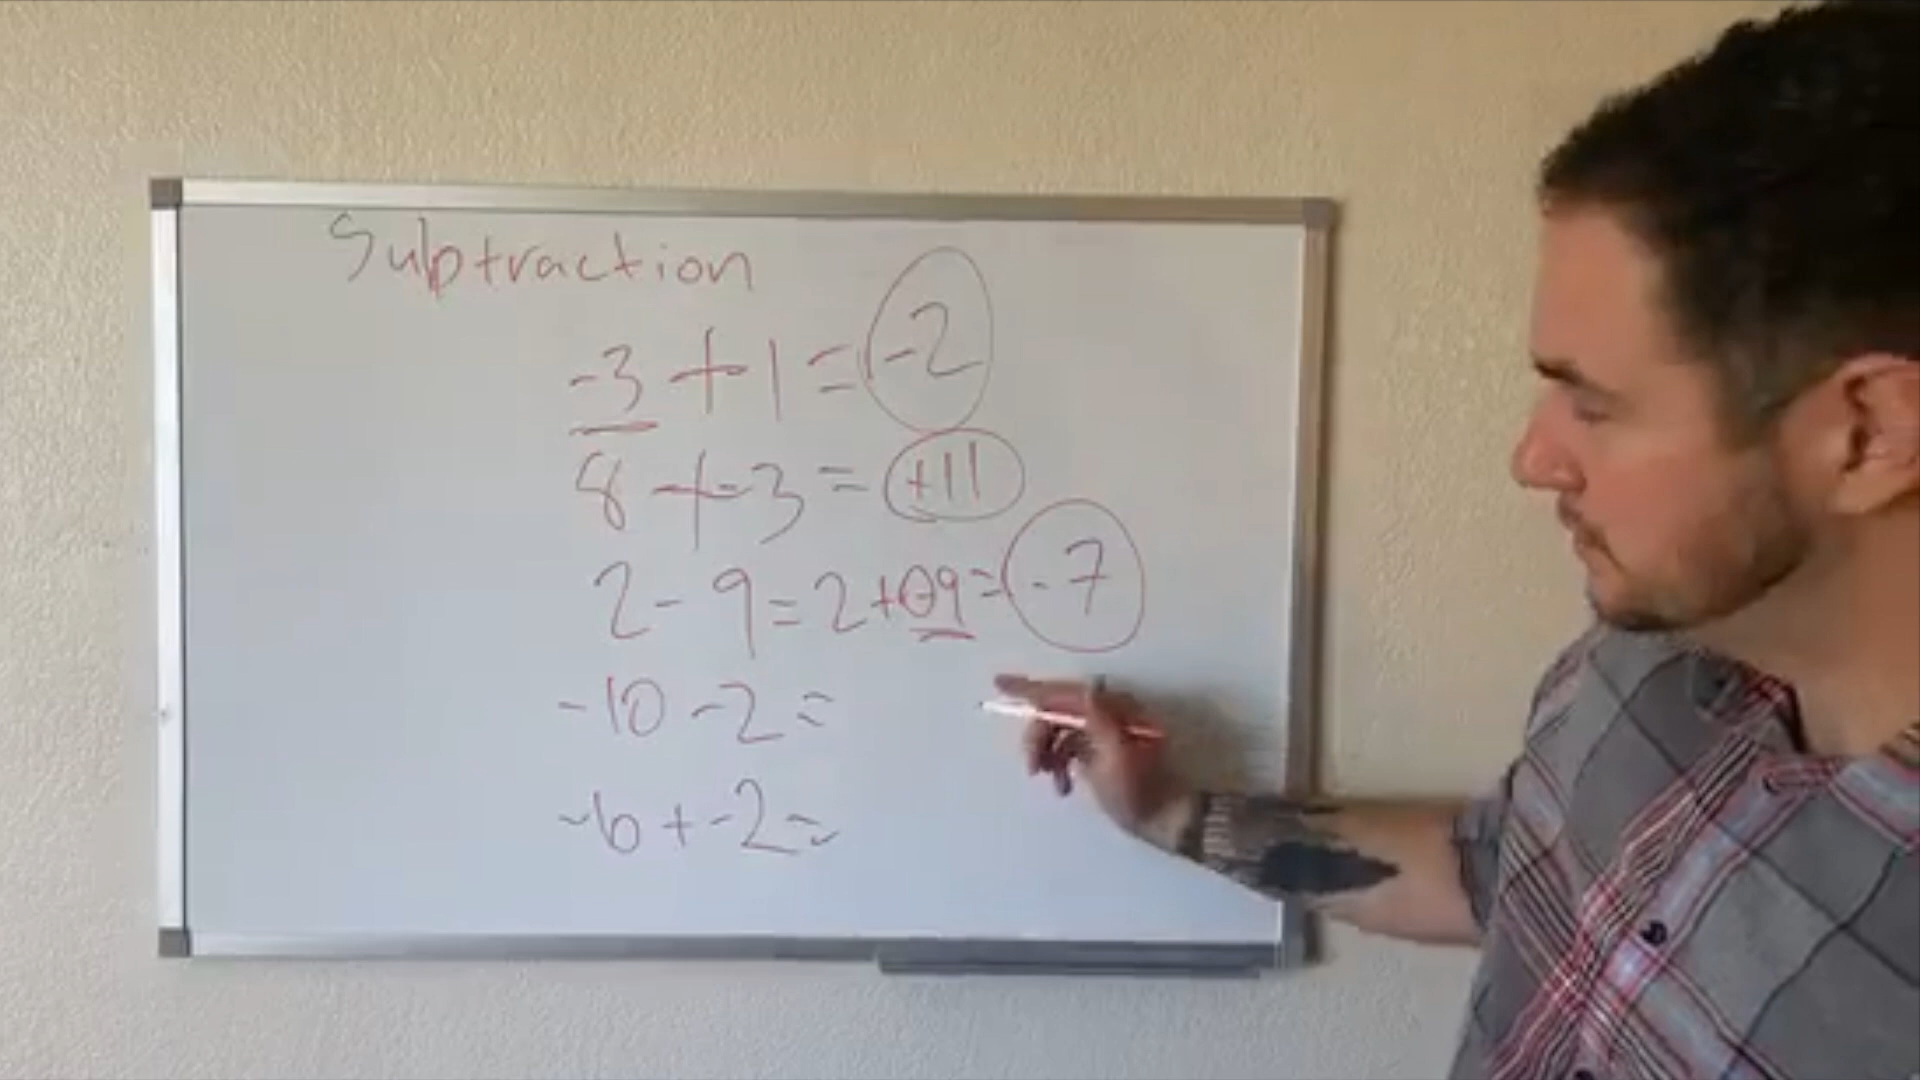 Subtraction
-3 + 1 = -2
8 + -3 = +11
2 - 9 = 2 + -9 = -7
-10 - 2 =
-6 + -2 =